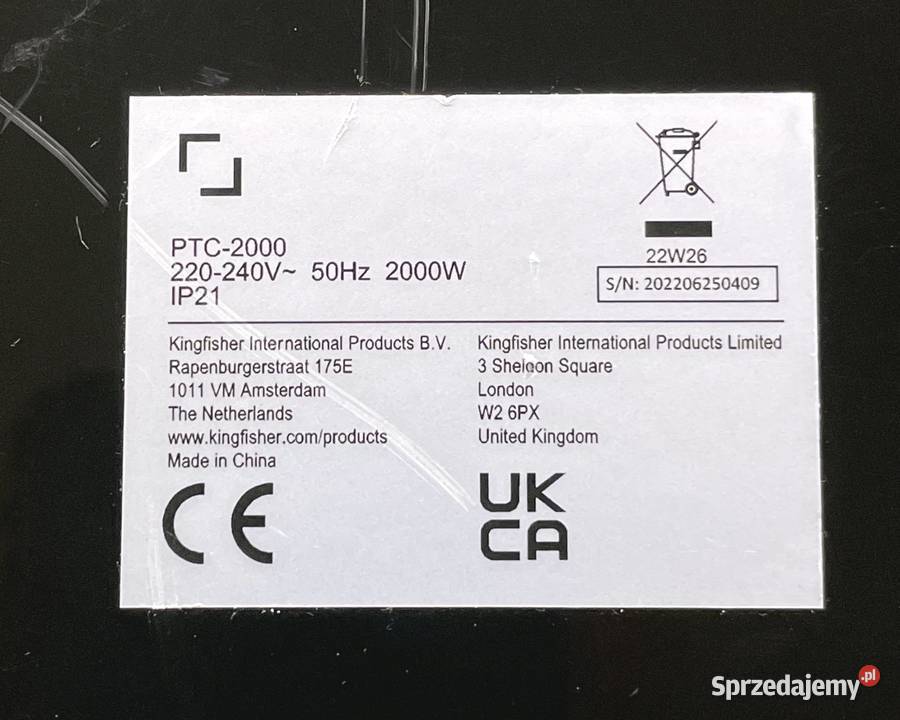 PTC-2000
220-240V~ 50Hz 2000W
IP21
22W26
S/N: 202206250409
Kingfisher International Products B.V.
Rapenburgerstraat 175E
1011 VM Amsterdam
The Netherlands
www.kingfisher.com/products
Made in China
CE
Kingfisher International Products Limited
3 Sheldon Square
London
W2 6PX
United Kingdom
UK
CA
Sprzedajemy.pl